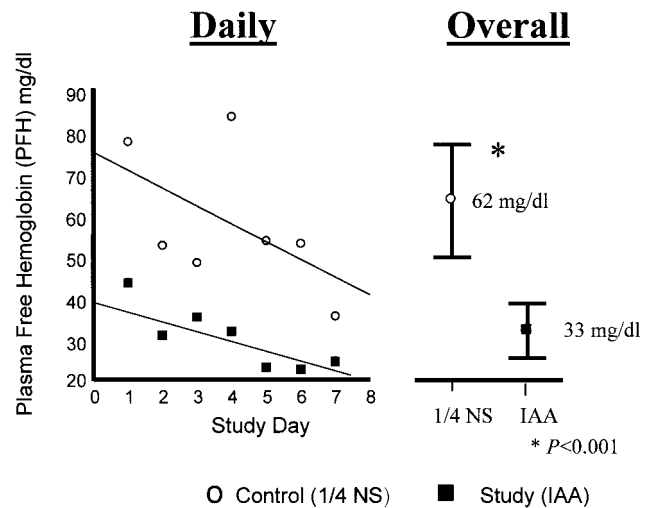 Daily
Overall
Plasma Free Hemoglobin (PFH) mg/dl
90
80
70
60
50
40
30
20
0 1 2 3 4 5 6 7 8
Study Day
*
62 mg/dl
33 mg/dl
1/4 NS IAA
* P<0.001
Control (1/4 NS)
Study (IAA)